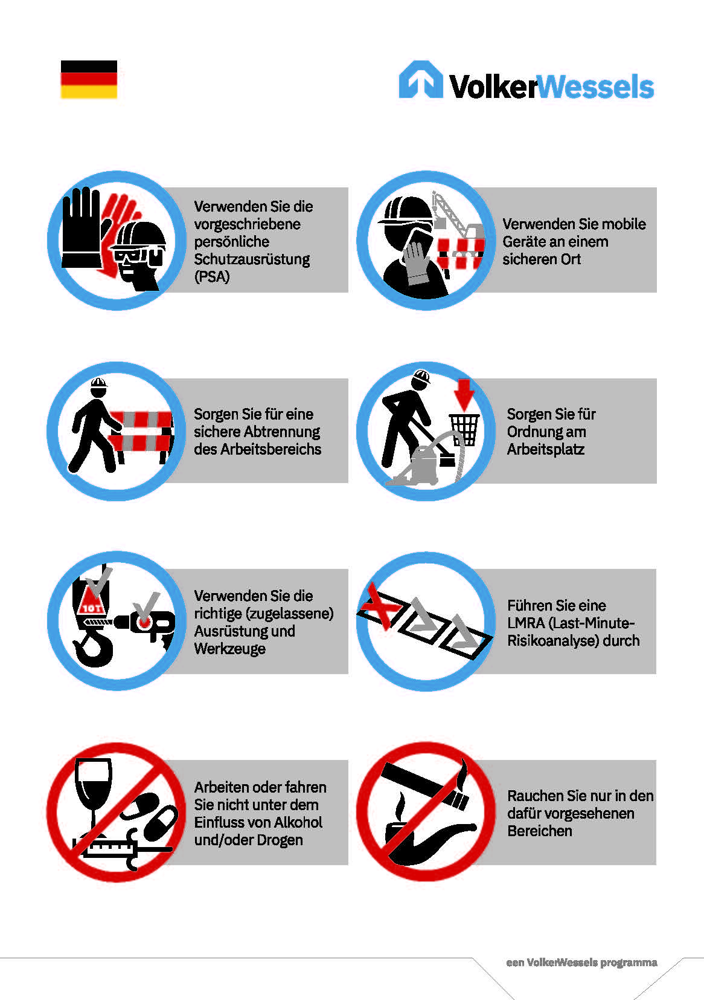 VolkerWessels
Verwenden Sie die
vorgeschriebene
persönliche
Schutzausrüstung
(PSA)
Verwenden Sie mobile
Geräte an einem
sicheren Ort
Sorgen Sie für eine
sichere Abtrennung
des Arbeitsbereichs
Sorgen Sie für
Ordnung am
Arbeitsplatz
10T
Verwenden Sie die
richtige (zugelassene)
Ausrüstung und
Werkzeuge
Führen Sie eine
LMRA (Last-Minute-
Risikoanalyse) durch
Arbeiten oder fahren
Sie nicht unter dem
Einfluss von Alkohol
und/oder Drogen
Rauchen Sie nur in den
dafür vorgesehenen
Bereichen
een VolkerWessels programma